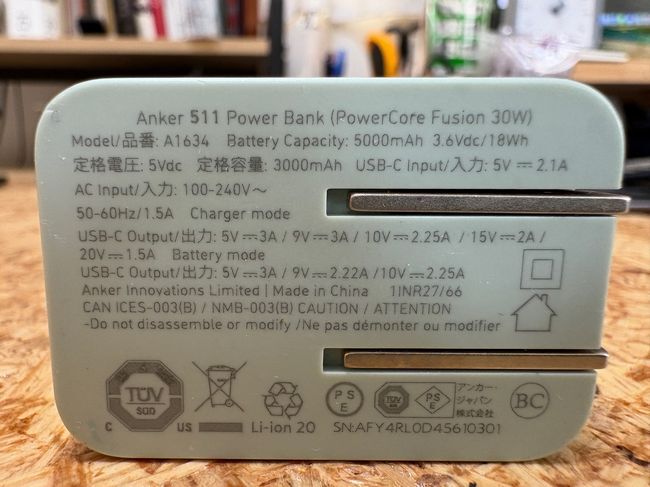 Anker 511 Power Bank (PowerCore Fusion 30W)
Model/品番: A1634 Battery Capacity: 5000mAh 3.6Vdc/18Wh
定格電圧: 5Vdc 定格容量: 3000mAh USB-C Input/入力: 5V⎓2.1A
AC Input/入力: 100-240V~
50-60Hz/1.5A Charger mode
USB-C Output/出力: 5V⎓3A / 9V⎓3A / 10V⎓2.25A / 15V⎓2A /
20V⎓1.5A Battery mode
USB-C Output/出力: 5V⎓3A / 9V⎓2.22A /10V⎓2.25A
Anker Innovations Limited | Made in China 1INR27/66
CAN ICES-003(B) / NMB-003(B) CAUTION / ATTENTION
-Do not disassemble or modify /Ne pas démonter ou modifier
TÜV
SÜD
C US
Li-ion 20
PS
E
PS
E
アンカー・
ジャパン
株式会社
BC
SN:AFY4RL0D45610301